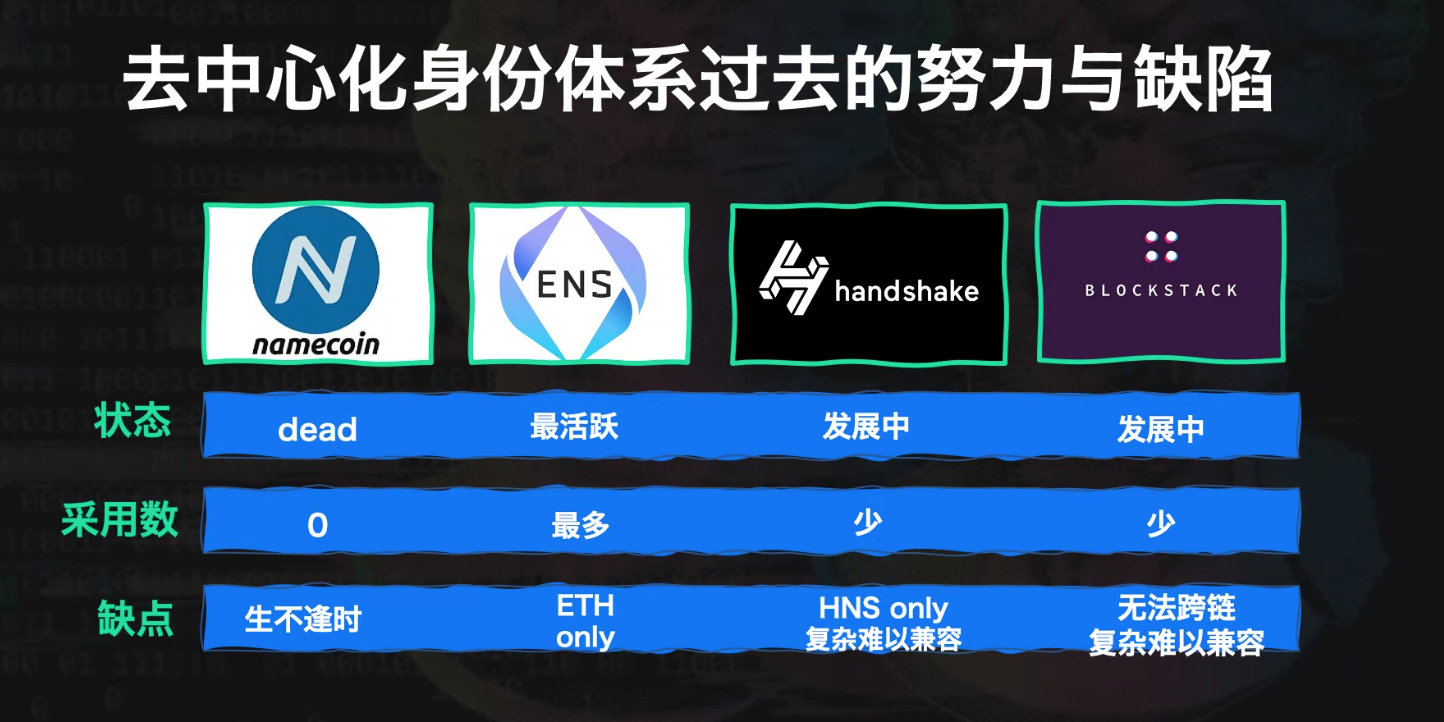 去中心化身份体系过去的努力与缺陷
namecoin
ENS
handshake
BLOCKSTACK
状态
dead
最活跃
发展中
发展中
采用数
0
最多
少
少
缺点
生不逢时
ETH
only
HNS only
复杂难以兼容
无法跨链
复杂难以兼容